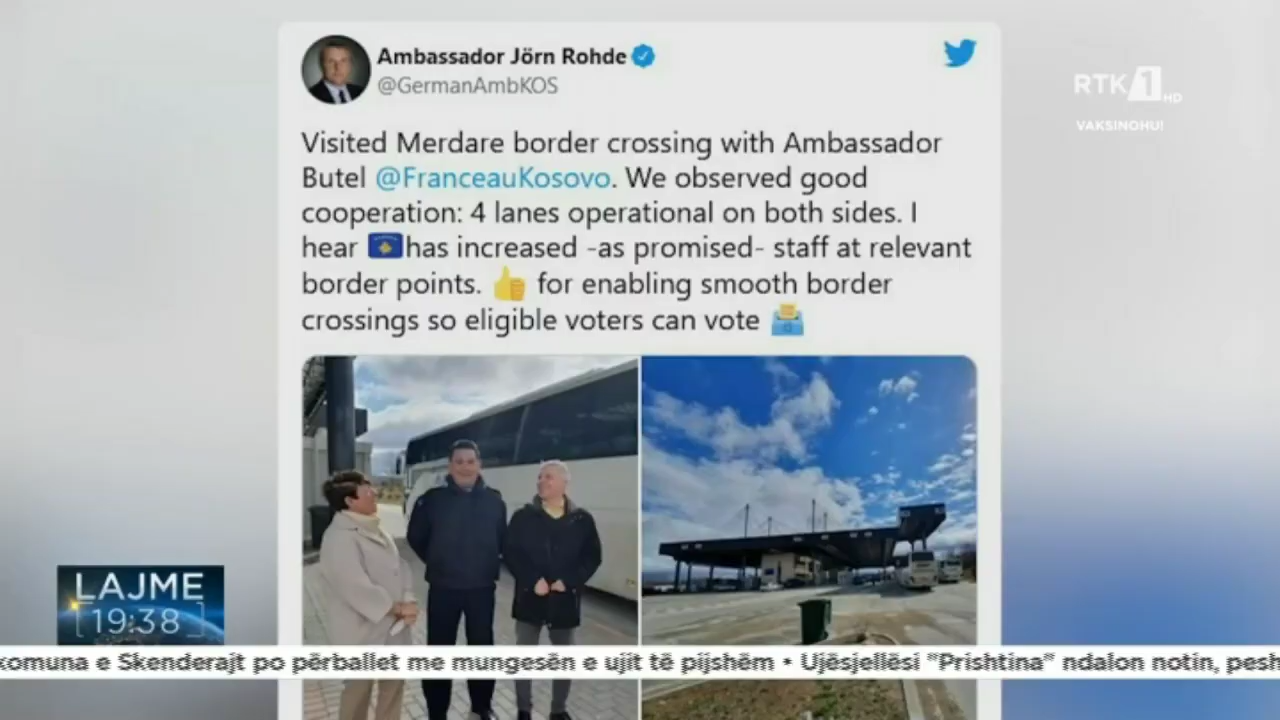 Ambassador Jörn Rohde
@GermanAmbKOS
RTK 1 HD
VAKSINOHU!
Visited Merdare border crossing with Ambassador
Butel @FranceauKosovo. We observed good
cooperation: 4 lanes operational on both sides. I
hear 🇽🇰has increased -as promised- staff at relevant
border points. 👍 for enabling smooth border
crossings so eligible voters can vote 🗳️
LAJME
19:38
komuna e Skenderajt po përballet me mungesën e ujit të pijshëm • Ujësjellësi "Prishtina" ndalon notin, pesh